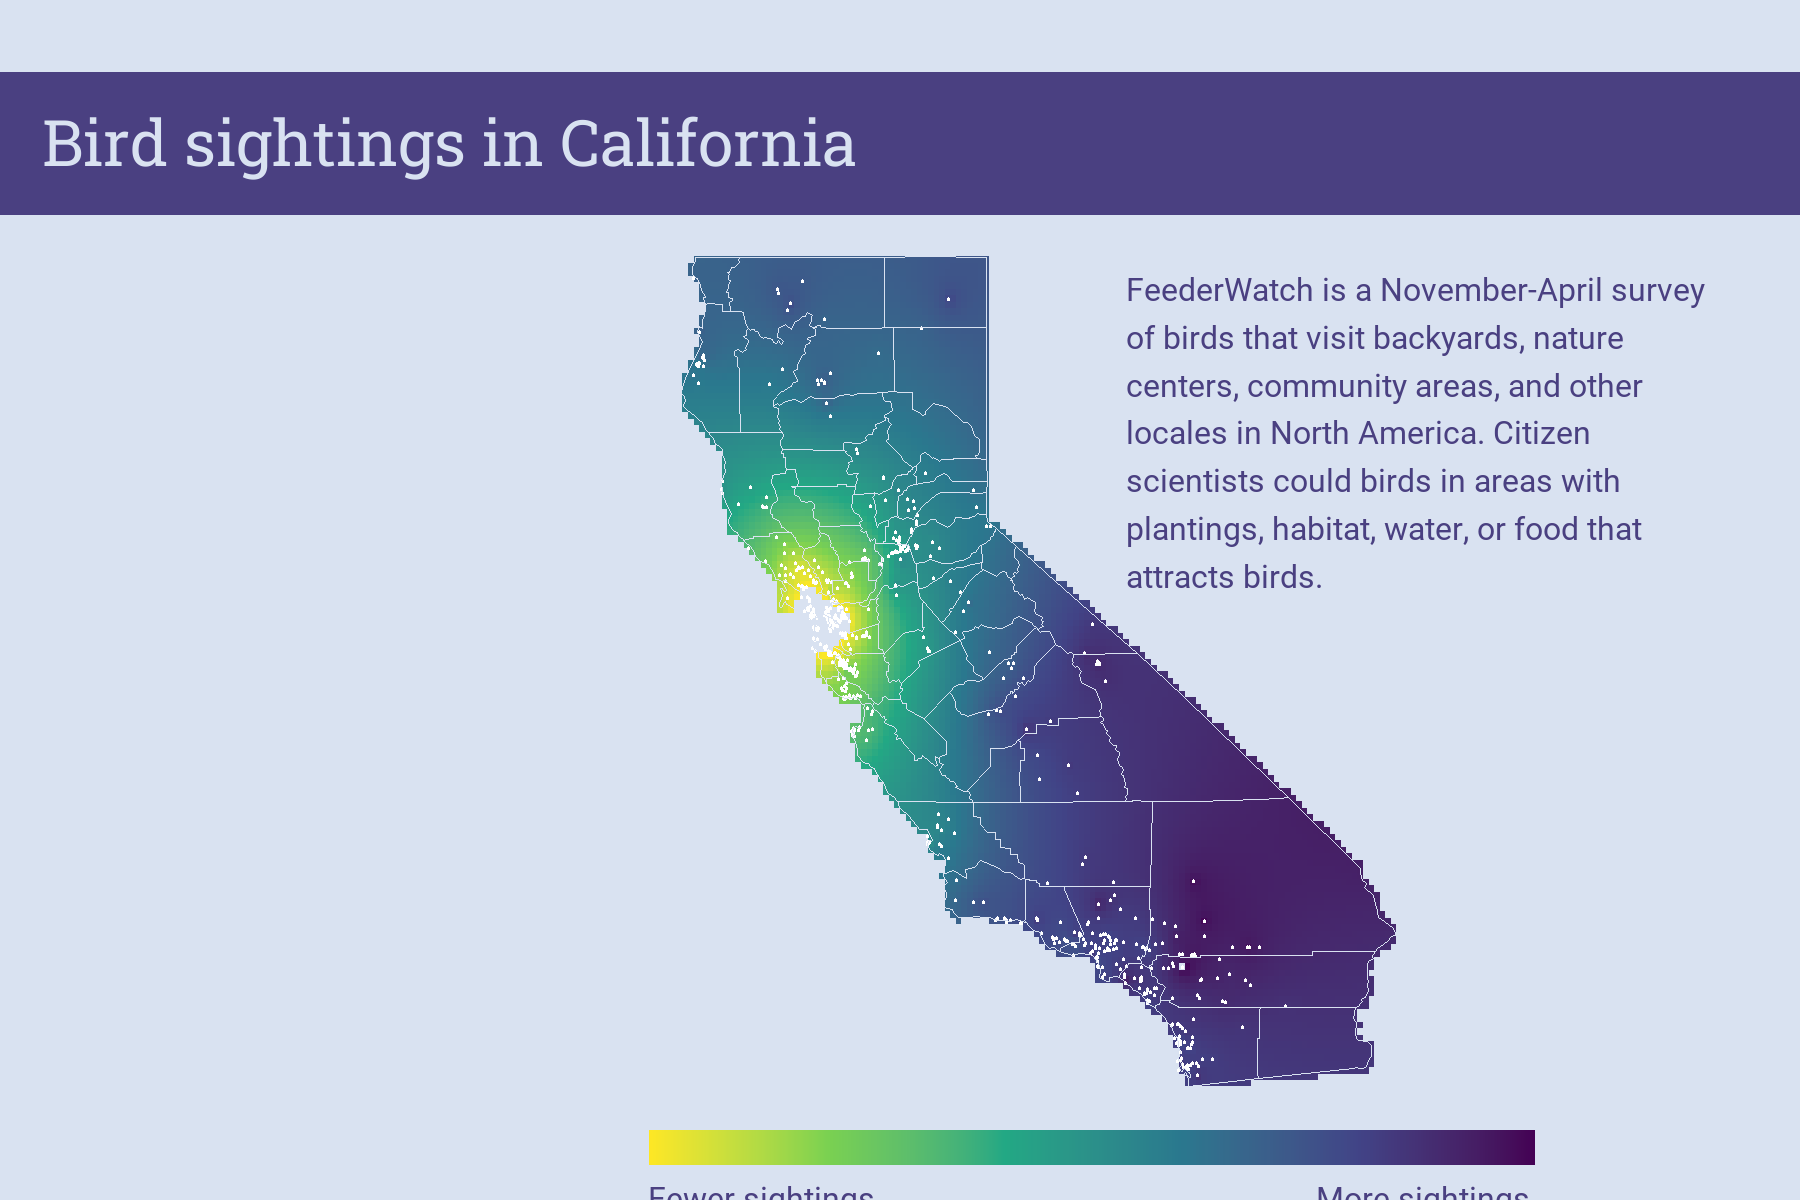 Bird sightings in California
FeederWatch is a November-April survey
of birds that visit backyards, nature
centers, community areas, and other
locales in North America. Citizen
scientists could birds in areas with
plantings, habitat, water, or food that
attracts birds.
Fewer sightings
More sightings